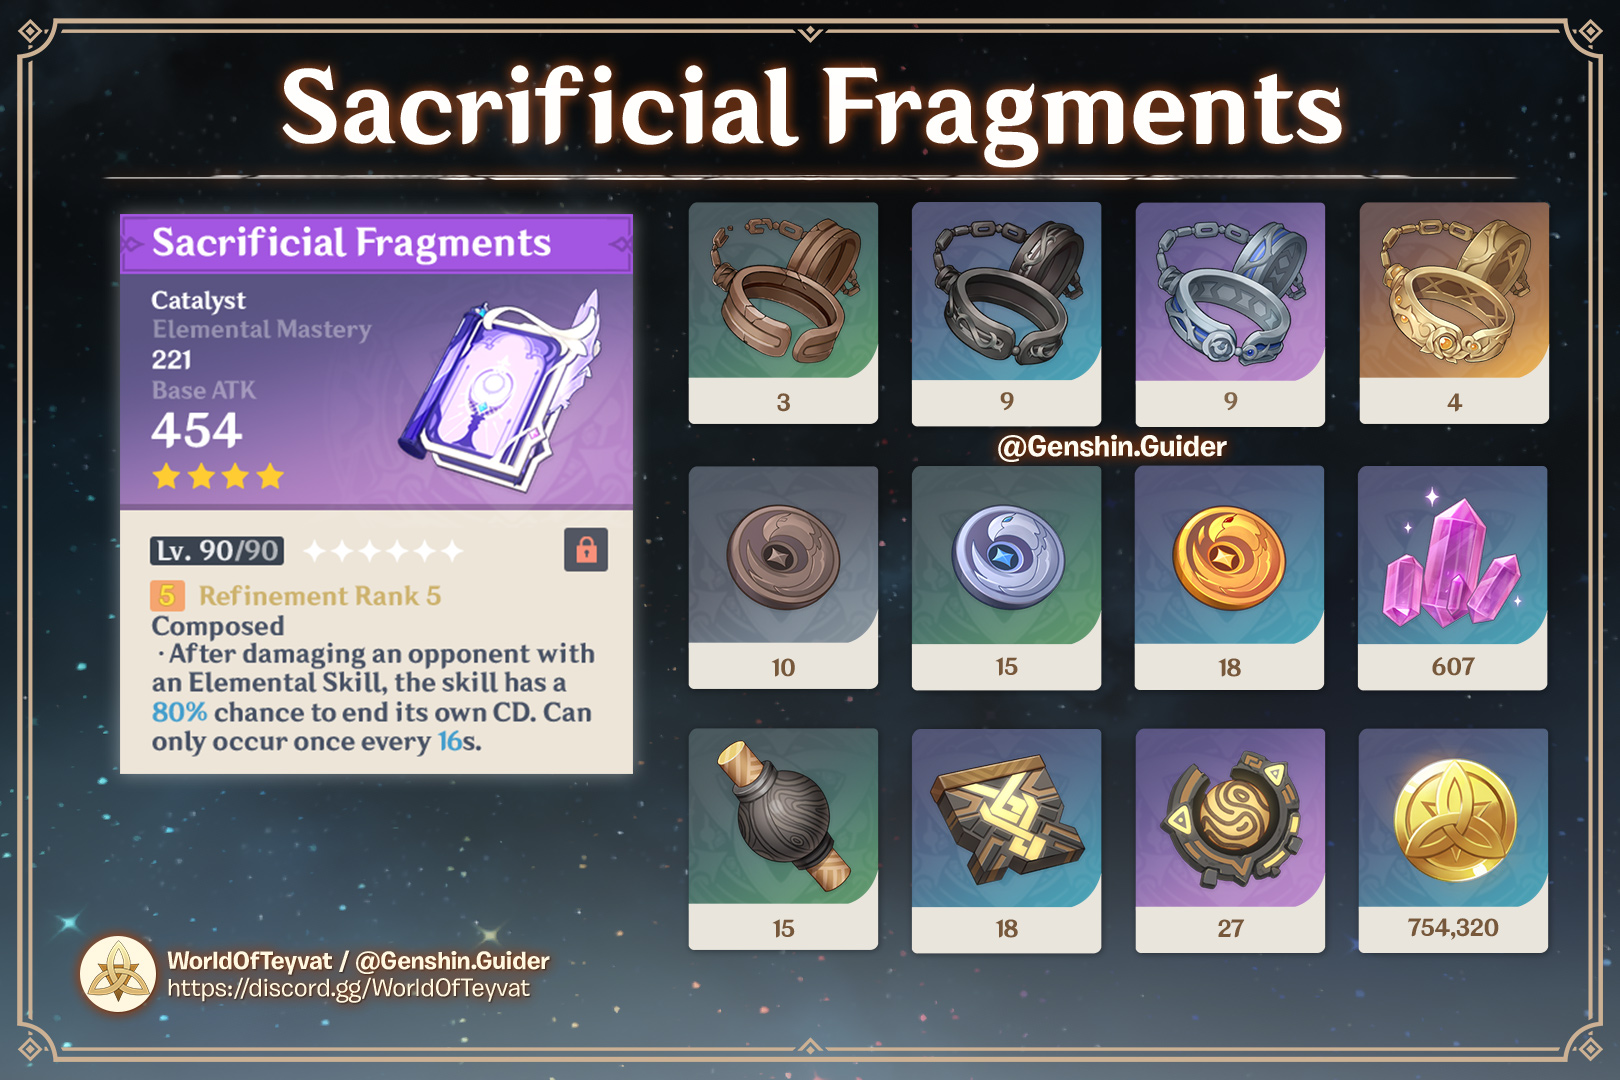 Sacrificial Fragments
Sacrificial Fragments
Catalyst
Elemental Mastery
221
Base ATK
454
Lv. 90/90
5 Refinement Rank 5
Composed
·After damaging an opponent with
an Elemental Skill, the skill has a
80% chance to end its own CD. Can
only occur once every 16s.
3
9
9
4
@Genshin.Guider
10
15
18
607
15
18
27
754,320
WorldOfTeyvat / @Genshin.Guider
https://discord.gg/WorldOfTeyvat